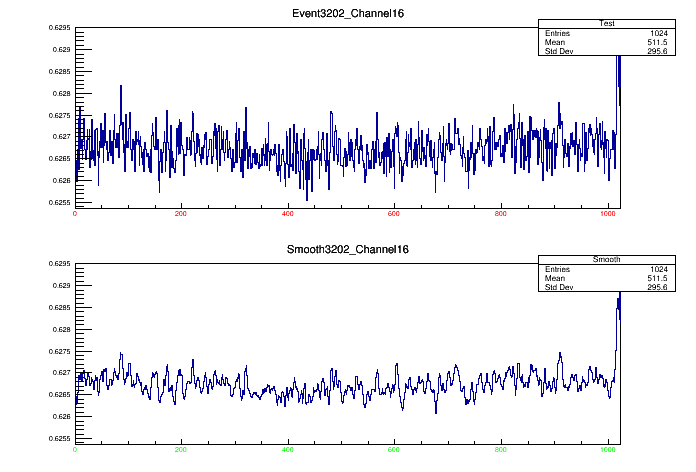 Event3202_Channel16
Test
Entries 1024
Mean 511.5
Std Dev 295.6
0.6295
0.629
0.6285
0.628
0.6275
0.627
0.6265
0.626
0.6255
0 200 400 600 800 1000
Smooth3202_Channel16
Smooth
Entries 1024
Mean 511.5
Std Dev 295.6
0.6295
0.629
0.6285
0.628
0.6275
0.627
0.6265
0.626
0.6255
0 200 400 600 800 1000